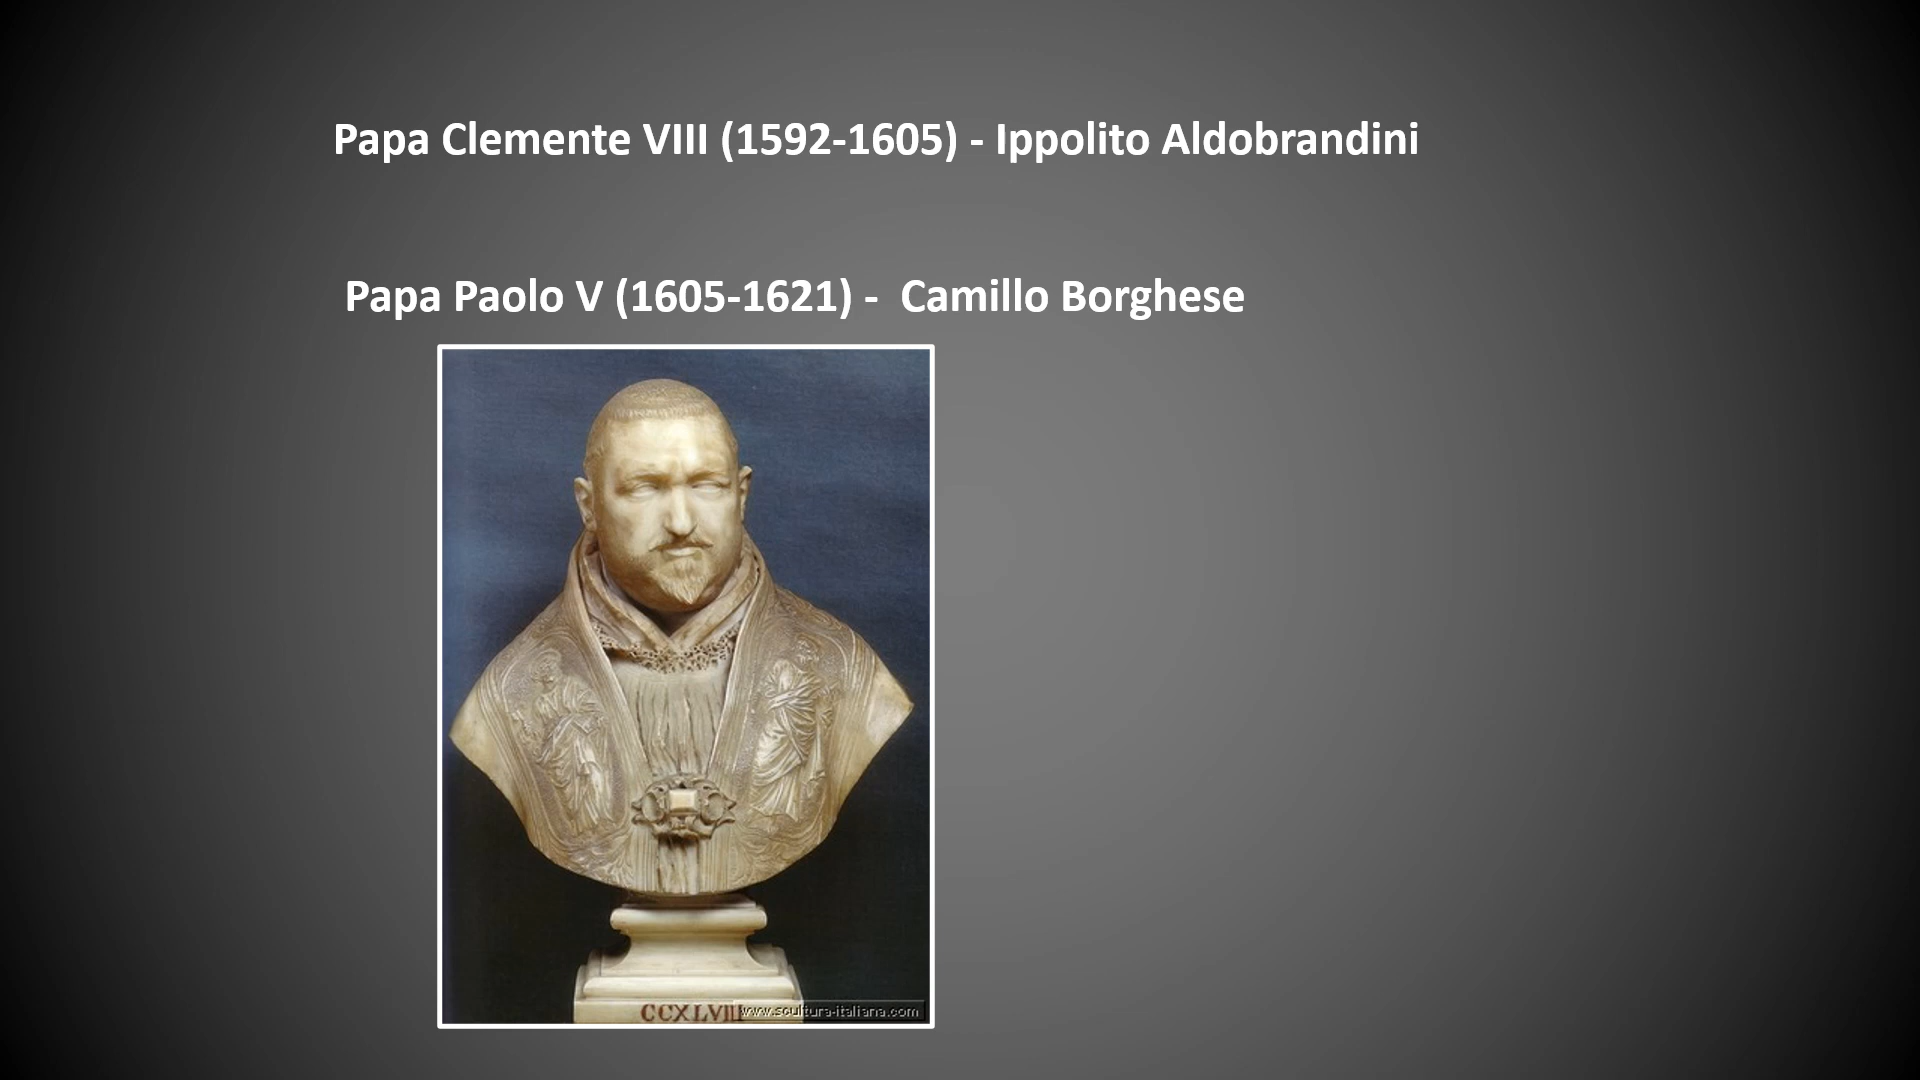 Papa Clemente VIII (1592-1605) - Ippolito Aldobrandini
Papa Paolo V (1605-1621) -  Camillo Borghese
CCXLVIII
www.scultura-italiana.com